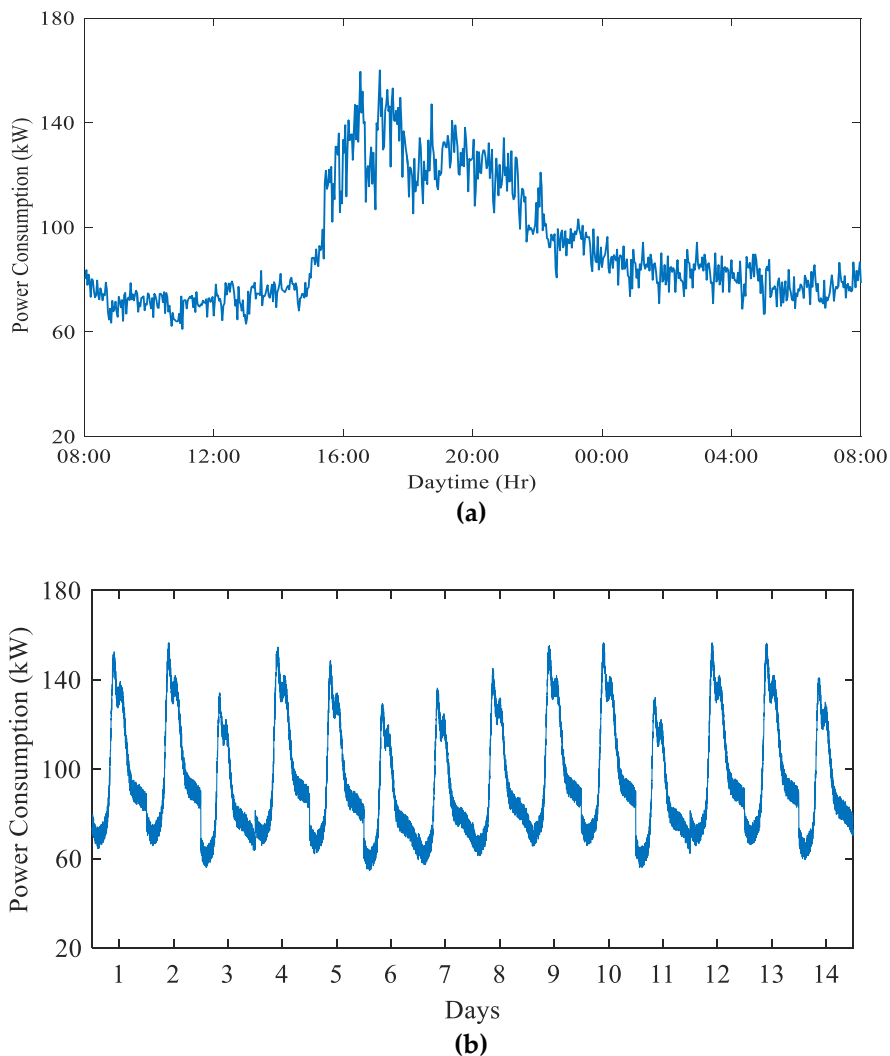 180
140
100
60
20
Power Consumption (kW)
08:00 12:00 16:00 20:00 00:00 04:00 08:00
Daytime (Hr)
(a)
180
140
100
60
20
Power Consumption (kW)
1 2 3 4 5 6 7 8 9 10 11 12 13 14
Days
(b)